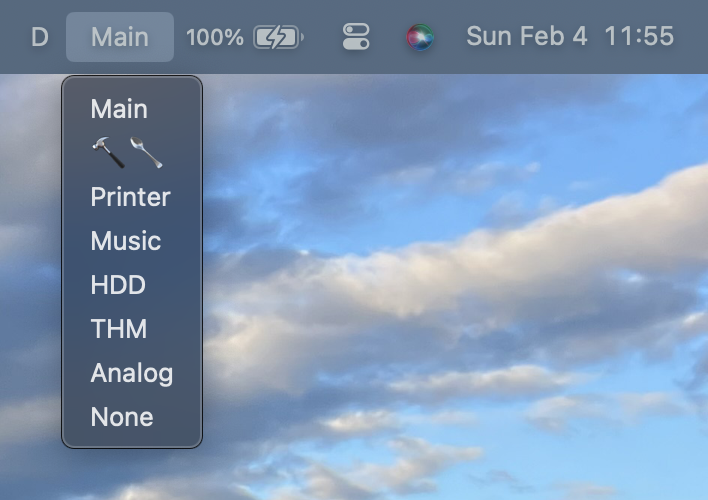 D Main 100% Sun Feb 4 11:55
Main
🔨🥄
Printer
Music
HDD
THM
Analog
None